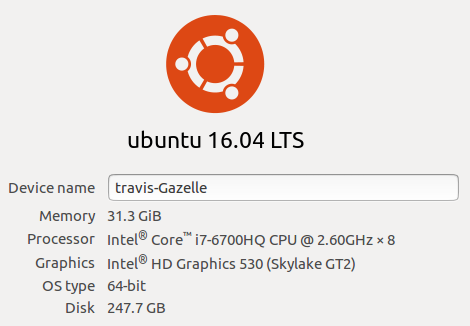 ubuntu 16.04 LTS
Device name travis-Gazelle
Memory 31.3 GiB
Processor Intel® Core™ i7-6700HQ CPU @ 2.60GHz × 8
Graphics Intel® HD Graphics 530 (Skylake GT2)
OS type 64-bit
Disk 247.7 GB